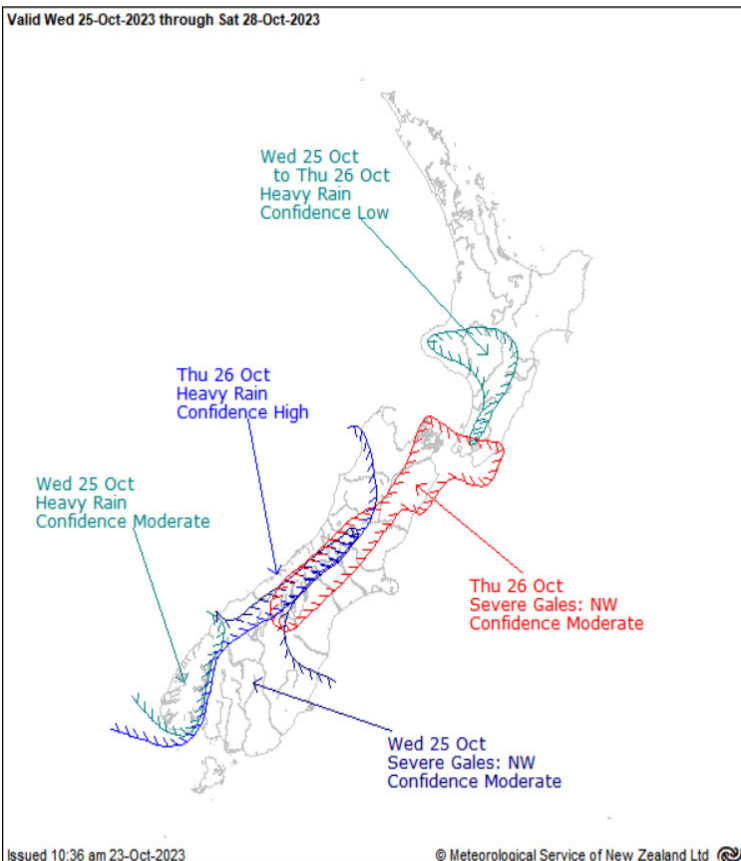 Valid Wed 25-Oct-2023 through Sat 28-Oct-2023
Wed 25 Oct
to Thu 26 Oct
Heavy Rain
Confidence Low
Thu 26 Oct
Heavy Rain
Confidence High
Wed 25 Oct
Heavy Rain
Confidence Moderate
Thu 26 Oct
Severe Gales: NW
Confidence Moderate
Wed 25 Oct
Severe Gales: NW
Confidence Moderate
Issued 10:36 am 23-Oct-2023
© Meteorological Service of New Zealand Ltd